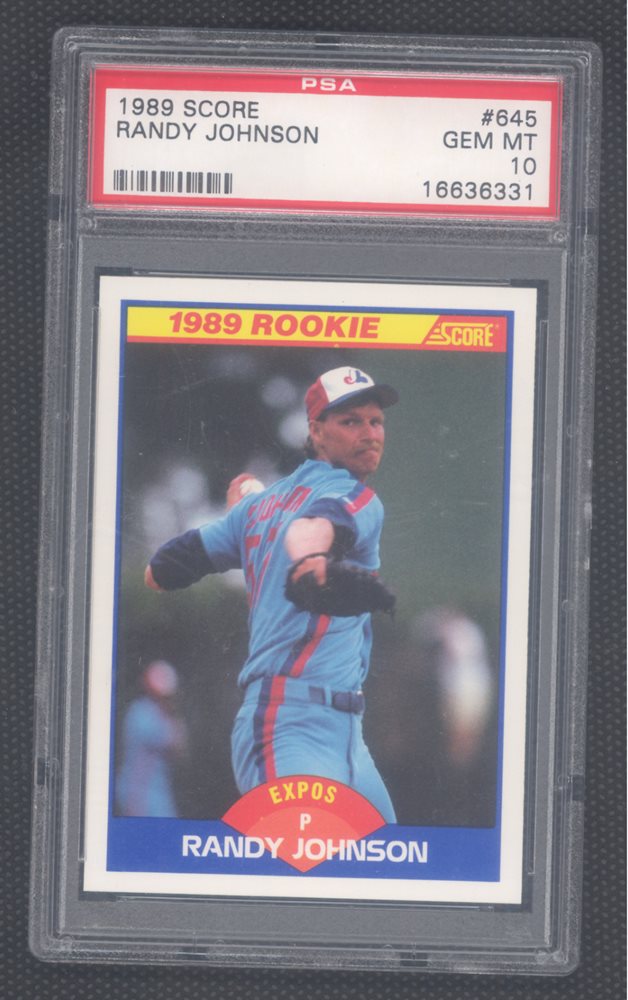 PSA
1989 SCORE #645
RANDY JOHNSON GEM MT
10
16636331
1989 ROOKIE SCORE
EXPOS
P
RANDY JOHNSON